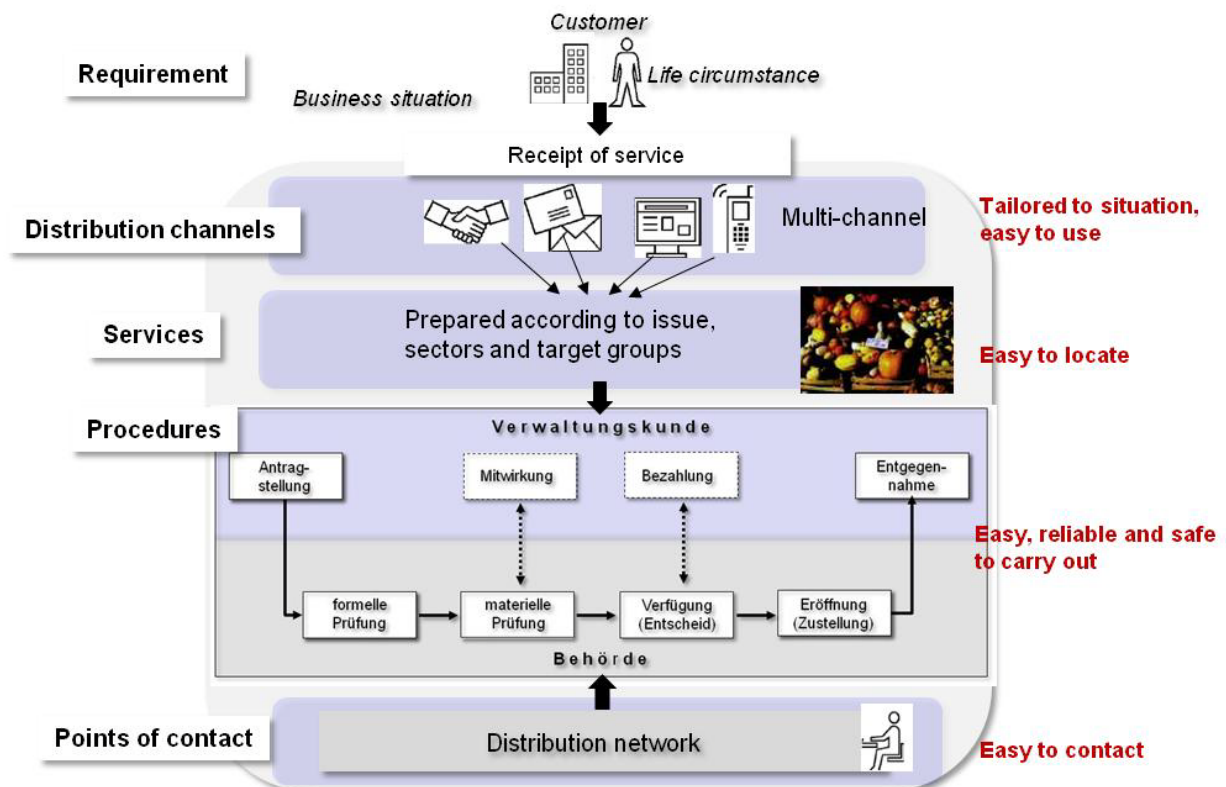 Customer
Requirement
Life circumstance
Business situation
Receipt of service
Distribution channels
Multi-channel
Tailored to situation,
easy to use
Services
Prepared according to issue,
sectors and target groups
Easy to locate
Procedures
Verwaltungskunde
Antrag-
stellung
Mitwirkung
Bezahlung
Entgegen-
nahme
Easy, reliable and safe
to carry out
formelle
Prüfung
materielle
Prüfung
Verfügung
(Entscheid)
Eröffnung
(Zustellung)
Behörde
Points of contact
Distribution network
Easy to contact